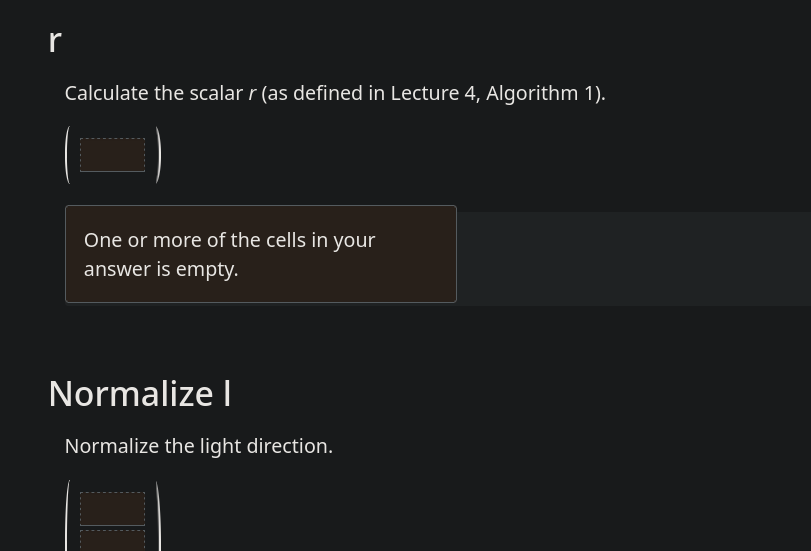 r
Calculate the scalar r (as defined in Lecture 4, Algorithm 1).
One or more of the cells in your
answer is empty.
Normalize l
Normalize the light direction.